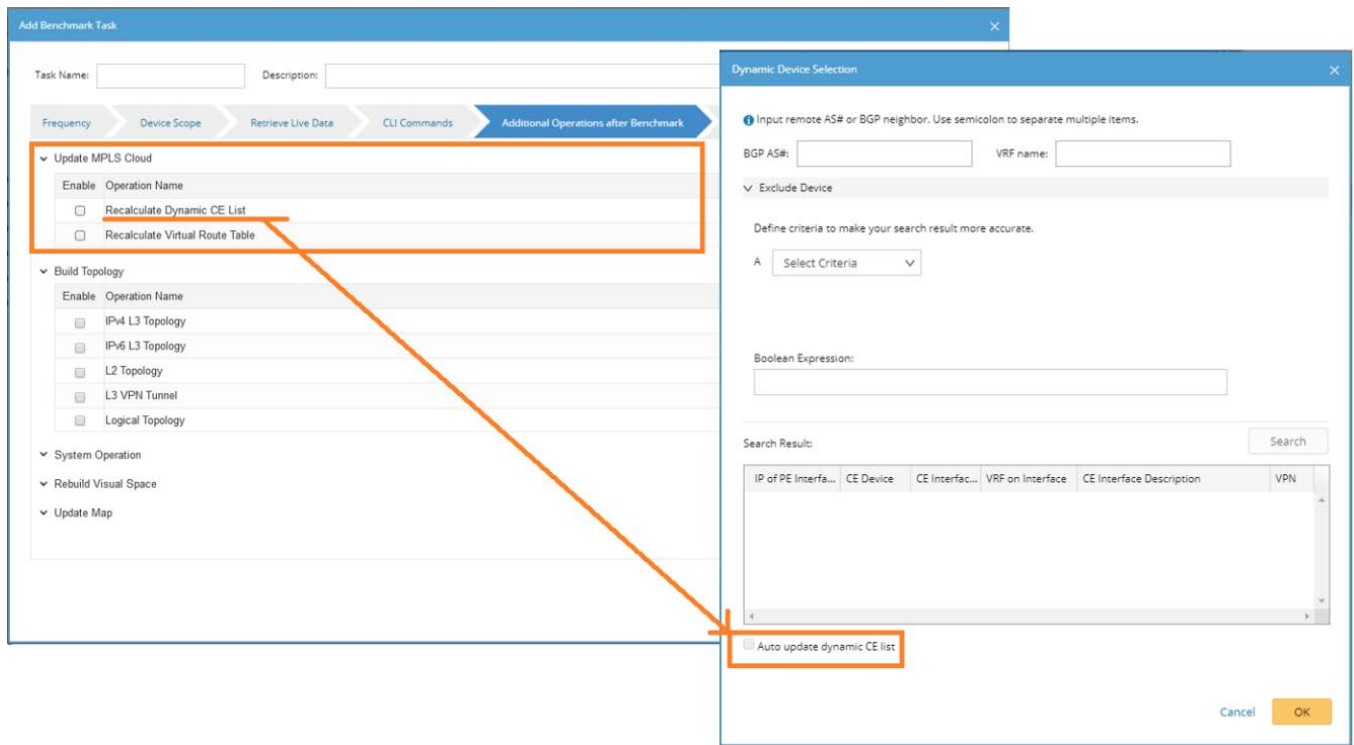 Add Benchmark Task
Task Name:
Description:
Frequency
Device Scope
Retrieve Live Data
CLI Commands
Additional Operations after Benchmark
Update MPLS Cloud
Enable Operation Name
Recalculate Dynamic CE List
Recalculate Virtual Route Table
Build Topology
Enable Operation Name
IPv4 L3 Topology
IPv6 L3 Topology
L2 Topology
L3 VPN Tunnel
Logical Topology
System Operation
Rebuild Visual Space
Update Map
Dynamic Device Selection
Input remote AS# or BGP neighbor. Use semicolon to separate multiple items.
BGP AS#:
VRF name:
Exclude Device
Define criteria to make your search result more accurate.
A Select Criteria
Boolean Expression:
Search Result:
Search
IP of PE Interfa... CE Device CE Interfac... VRF on Interface CE Interface Description VPN
Auto update dynamic CE list
Cancel OK